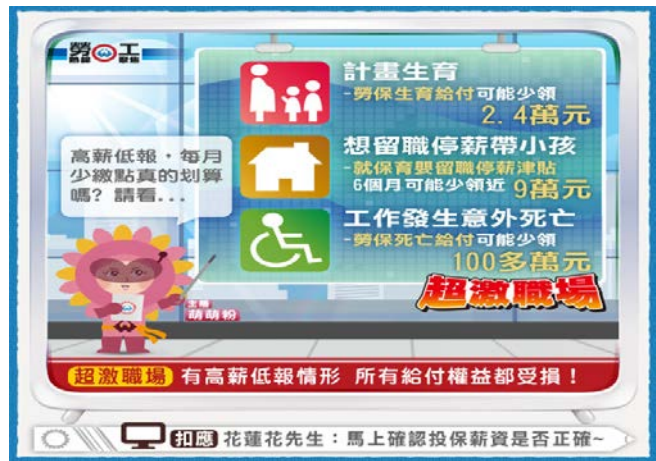 勞工
計畫生育
-勞保生育給付可能少領
2.4萬元
高薪低報，每月
少繳點真的划算
嗎？請看...
想留職停薪帶小孩
-就保育嬰留職停薪津貼
6個月可能少領近 9萬元
工作發生意外死亡
-勞保死亡給付可能少領
100多萬元
超激職場
主播
萌萌粉
超激職場 有高薪低報情形 所有給付權益都受損！
扣應 花蓮花先生：馬上確認投保薪資是否正確~